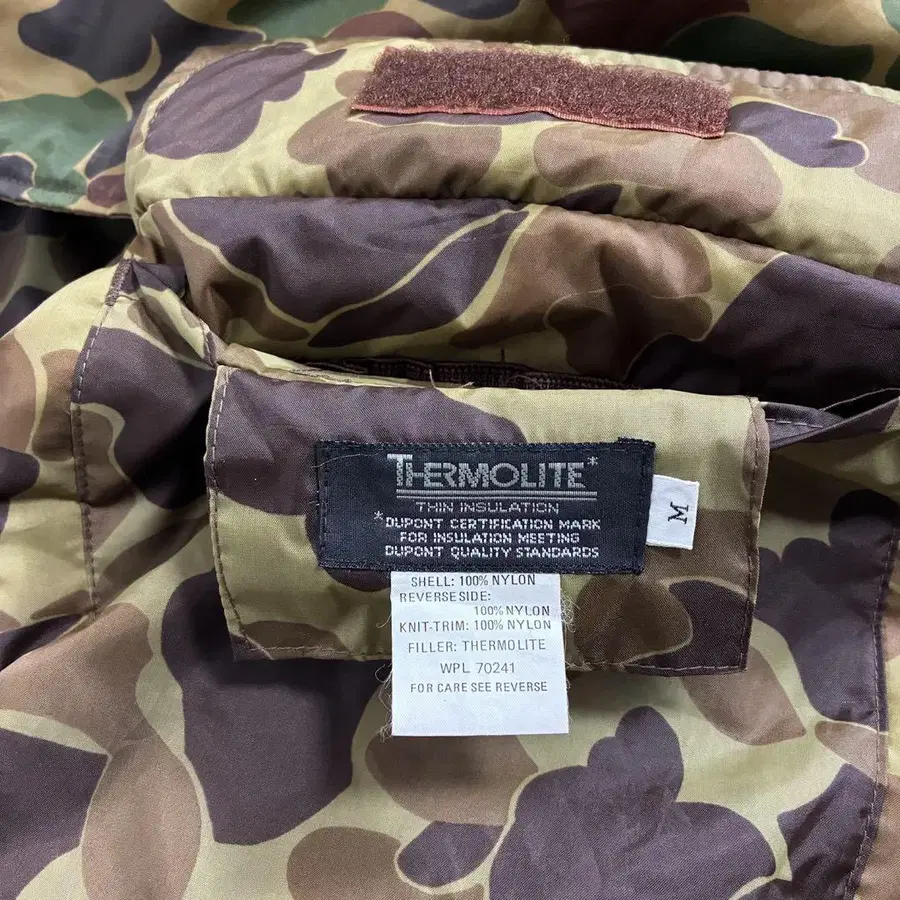 THERMOLITE*
THIN INSULATION
*DUPONT CERTIFICATION MARK
FOR INSULATION MEETING
DUPONT QUALITY STANDARDS
M
SHELL: 100% NYLON
REVERSE SIDE:
100% NYLON
KNIT-TRIM: 100% NYLON
FILLER: THERMOLITE
WPL 70241
FOR CARE SEE REVERSE